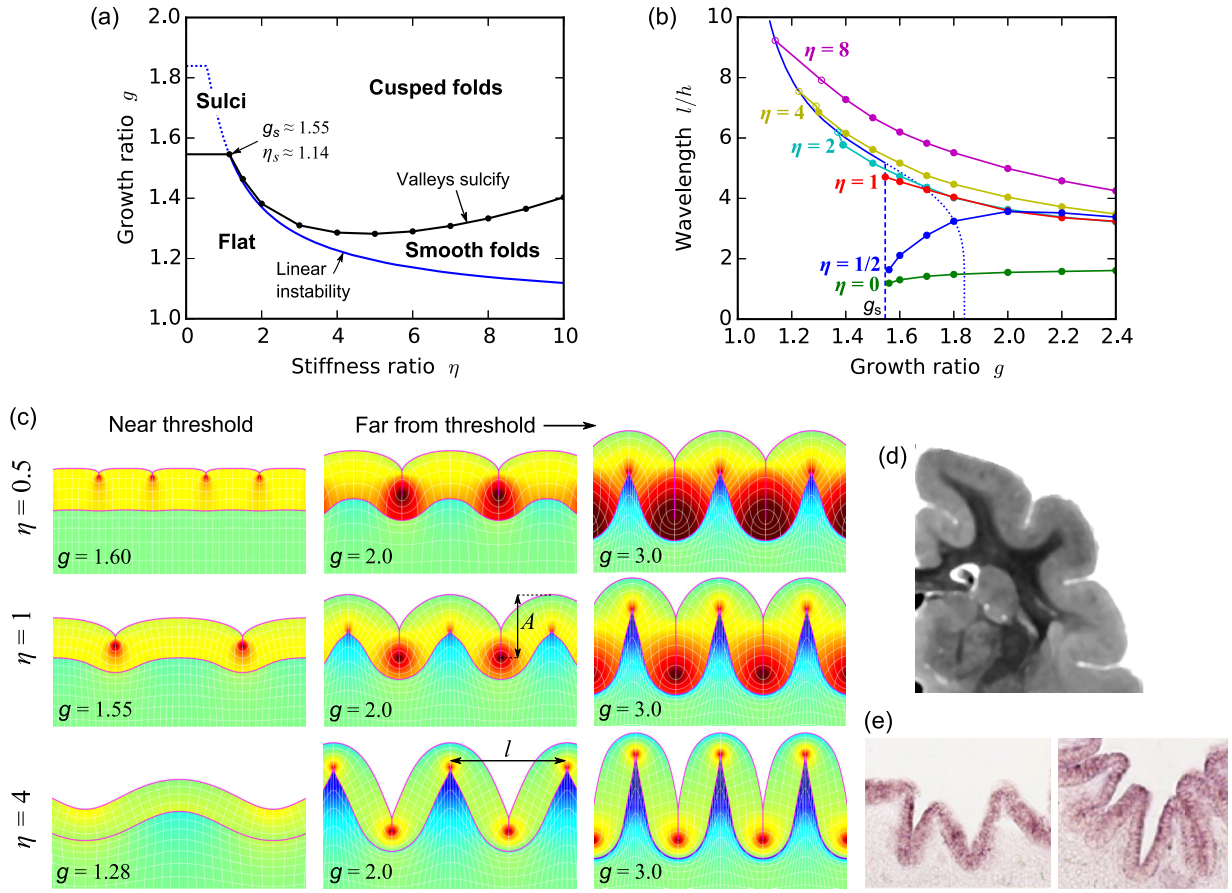 (a)
2.0
1.8
1.6
1.4
1.2
1.0
Growth ratio g
0 2 4 6 8 10
Stiffness ratio η
Sulci
Cusped folds
gₛ ≈ 1.55
ηₛ ≈ 1.14
Valleys sulcify
Flat
Smooth folds
Linear
instability
(b)
10
8
6
4
2
0
Wavelength l/h
1.0 1.2 1.4 1.6 1.8 2.0 2.2 2.4
Growth ratio g
η = 8
η = 4
η = 2
η = 1
η = 1/2
η = 0
gₛ
(c)
Near threshold
Far from threshold
η = 0.5
g = 1.60
g = 2.0
g = 3.0
η = 1
A
g = 1.55
g = 2.0
g = 3.0
η = 4
l
g = 1.28
g = 2.0
g = 3.0
(d)
(e)